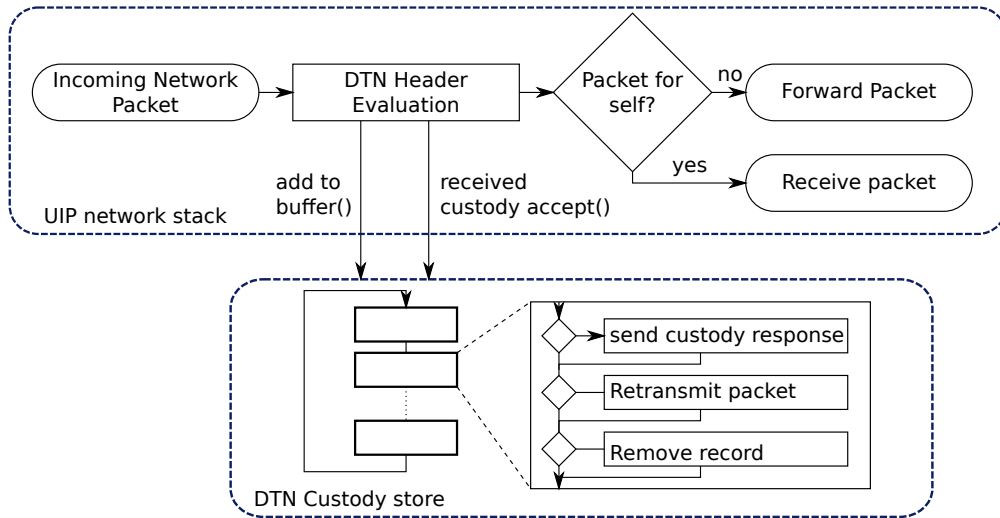 Incoming Network
Packet
DTN Header
Evaluation
Packet for
self?
no
Forward Packet
yes
Receive packet
add to
buffer()
received
custody accept()
UIP network stack
send custody response
Retransmit packet
Remove record
DTN Custody store